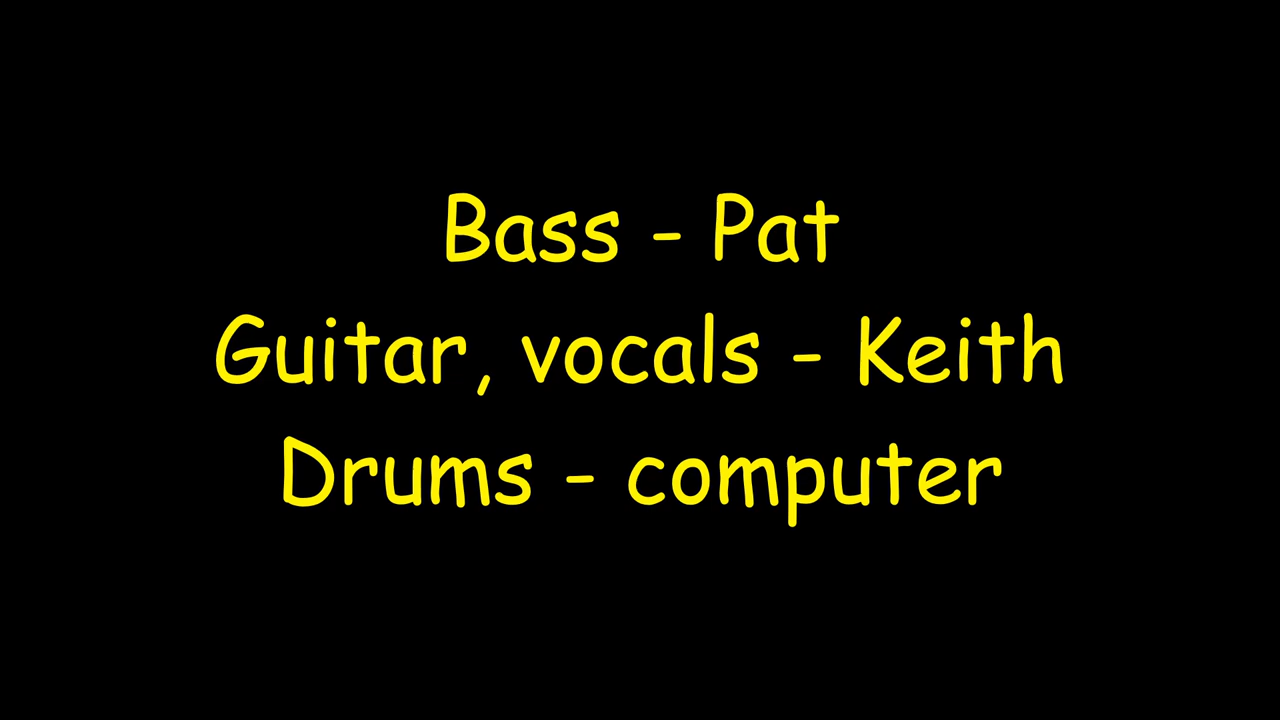 Bass - Pat
Guitar, vocals - Keith
Drums - computer